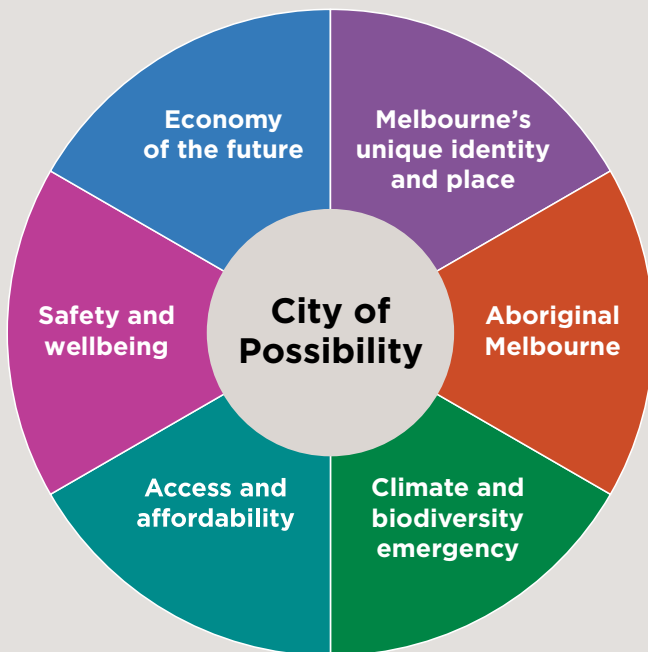 Economy
of the future
Melbourne’s
unique identity
and place
Safety and
wellbeing
City of
Possibility
Aboriginal
Melbourne
Access and
affordability
Climate and
biodiversity
emergency